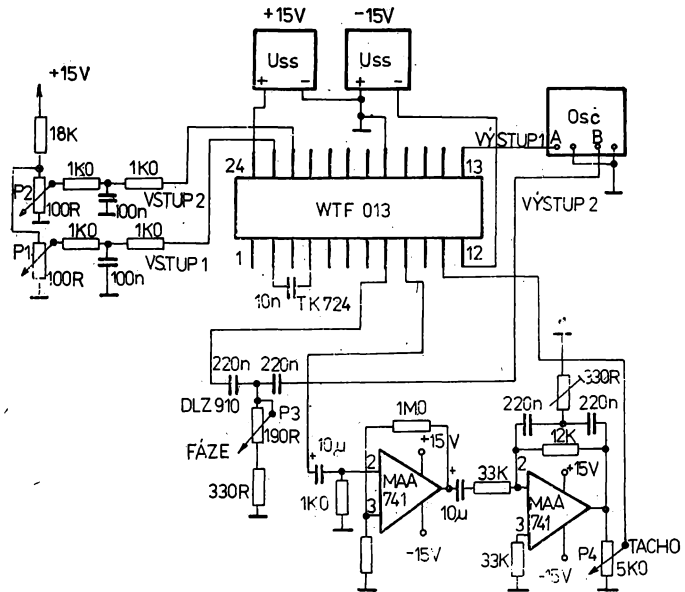 +15V
-15V
Uss
+ -
Uss
+ -
+15V
18K
Osč
A
B
VÝSTUP1
24
13
1K0
1K0
VSTUP 2
P2
100R
100n
VÝSTUP 2
WTF 013
1K0
1K0
VSTUP 1
P1
100R
100n
1
12
10n
TK 724
220n
220n
330R
DLZ 910
P3
190R
FÁZE
330R
1M0
220n
220n
12K
10µ
+
+15V
2
MAA
741
3
1K0
-15V
+
10µ
33K
2
+15V
MAA
741
3
33K
-15V
P4
TACHO
5K0